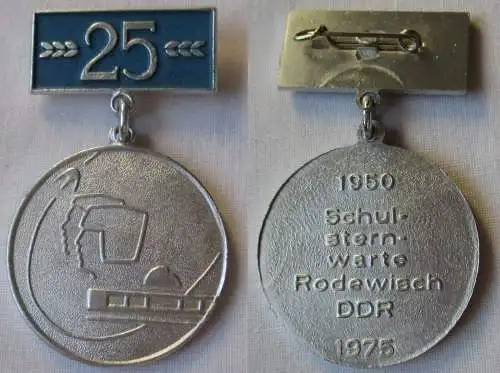 25
1950
Schul-
stern-
warte
Rodewisch
DDR
1975